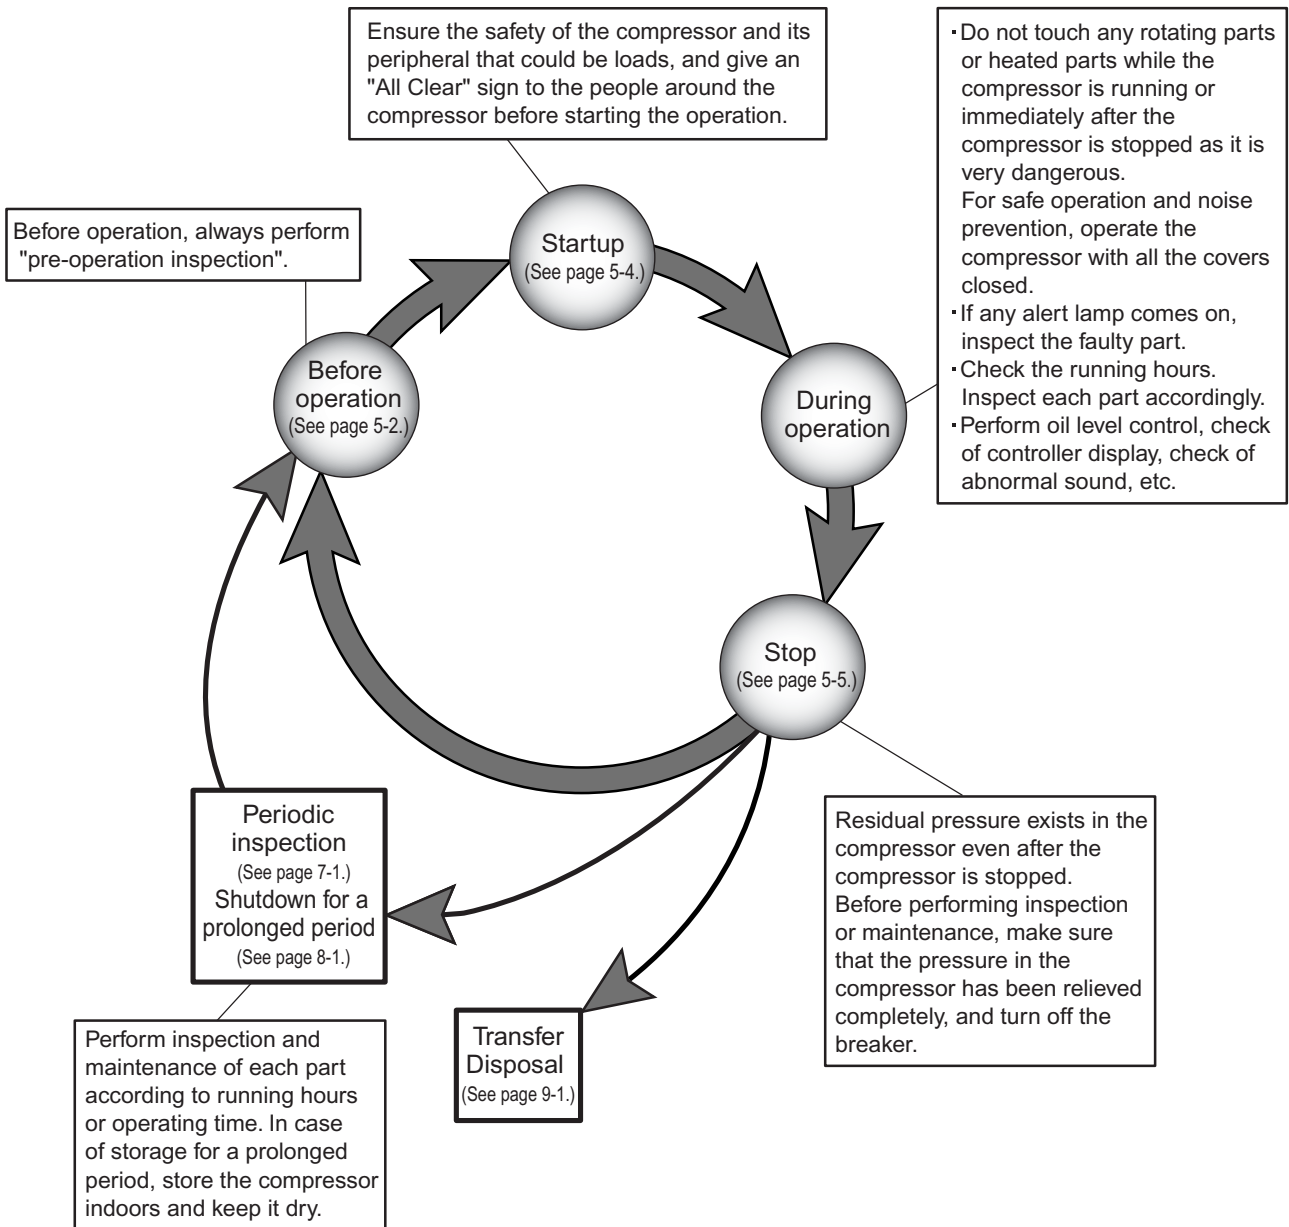 Ensure the safety of the compressor and its
peripheral that could be loads, and give an
"All Clear" sign to the people around the
compressor before starting the operation.
・Do not touch any rotating parts
or heated parts while the
compressor is running or
immediately after the
compressor is stopped as it is
very dangerous.
For safe operation and noise
prevention, operate the
compressor with all the covers
closed.
・If any alert lamp comes on,
inspect the faulty part.
・Check the running hours.
Inspect each part accordingly.
・Perform oil level control, check
of controller display, check of
abnormal sound, etc.
Before operation, always perform
"pre-operation inspection".
Startup
(See page 5-4.)
Before
operation
(See page 5-2.)
During
operation
Stop
(See page 5-5.)
Periodic
inspection
(See page 7-1.)
Shutdown for a
prolonged period
(See page 8-1.)
Residual pressure exists in the
compressor even after the
compressor is stopped.
Before performing inspection
or maintenance, make sure
that the pressure in the
compressor has been relieved
completely, and turn off the
breaker.
Transfer
Disposal
(See page 9-1.)
Perform inspection and
maintenance of each part
according to running hours
or operating time. In case
of storage for a prolonged
period, store the compressor
indoors and keep it dry.